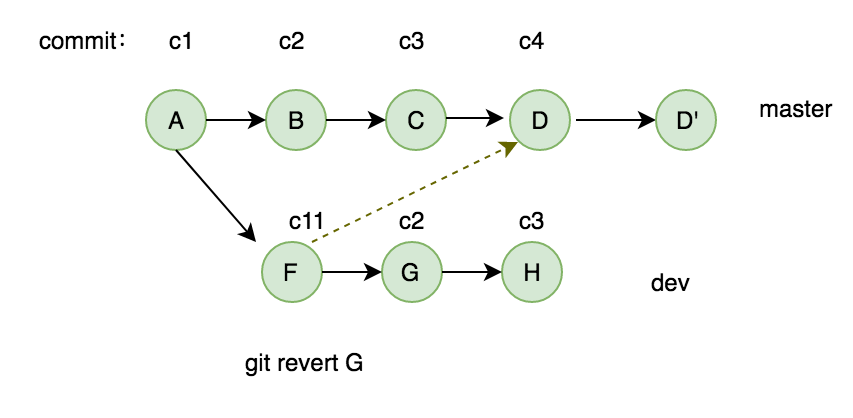 commit： c1 c2 c3 c4
A B C D D' master
c11 c2 c3
F G H dev
git revert G